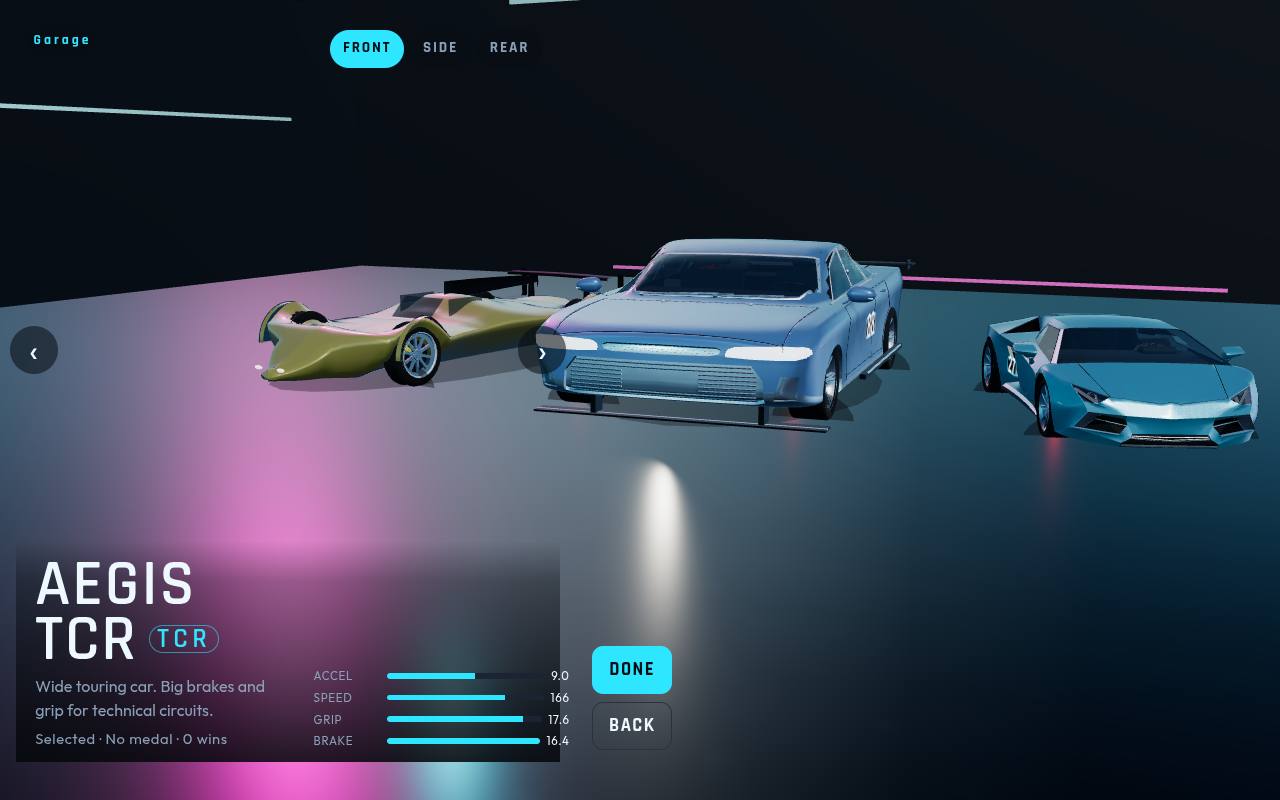 Garage
FRONT SIDE REAR
‹ ›
AEGIS
TCR TCR
Wide touring car. Big brakes and
grip for technical circuits.
Selected · No medal · 0 wins
ACCEL 9.0
SPEED 166
GRIP 17.6
BRAKE 16.4
DONE
BACK